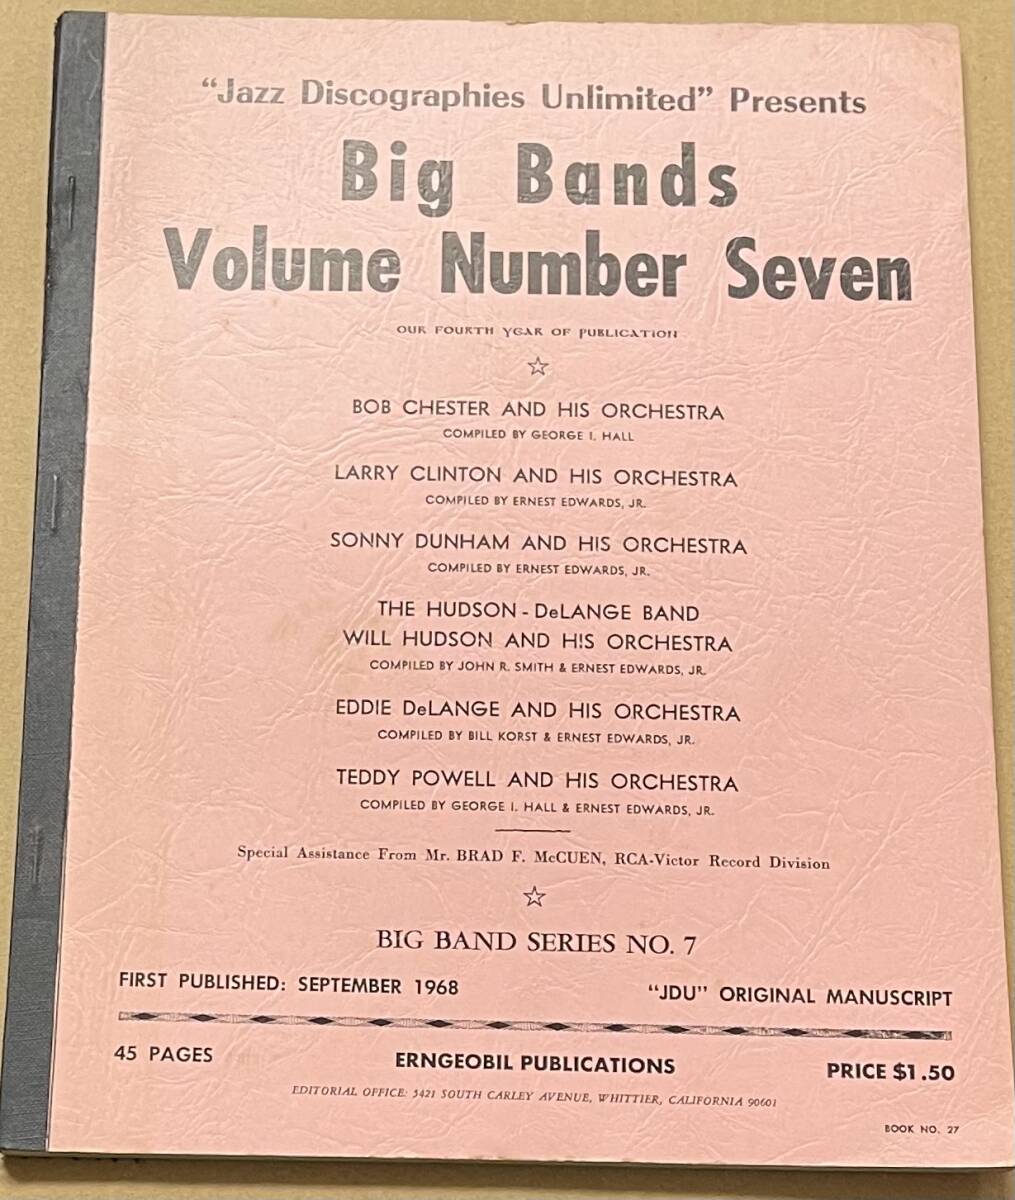 "Jazz Discographies Unlimited" Presents
Big Bands
Volume Number Seven
OUR FOURTH YEAR OF PUBLICATION
BOB CHESTER AND HIS ORCHESTRA
COMPILED BY GEORGE I. HALL
LARRY CLINTON AND HIS ORCHESTRA
COMPILED BY ERNEST EDWARDS, JR.
SONNY DUNHAM AND HIS ORCHESTRA
COMPILED BY ERNEST EDWARDS, JR.
THE HUDSON - DeLANGE BAND
WILL HUDSON AND H!S ORCHESTRA
COMPILED BY JOHN R. SMITH & ERNEST EDWARDS, JR.
EDDIE DeLANGE AND HIS ORCHESTRA
COMPILED BY BILL KORST & ERNEST EDWARDS, JR.
TEDDY POWELL AND HIS ORCHESTRA
COMPILED BY GEORGE I. HALL & ERNEST EDWARDS, JR.
Special Assistance From Mr. BRAD F. McCUEN, RCA-Victor Record Division
BIG BAND SERIES NO. 7
FIRST PUBLISHED: SEPTEMBER 1968 "JDU" ORIGINAL MANUSCRIPT
45 PAGES ERNGEOBIL PUBLICATIONS PRICE $1.50
EDITORIAL OFFICE: 5421 SOUTH CARLEY AVENUE, WHITTIER, CALIFORNIA 90601
BOOK NO. 27